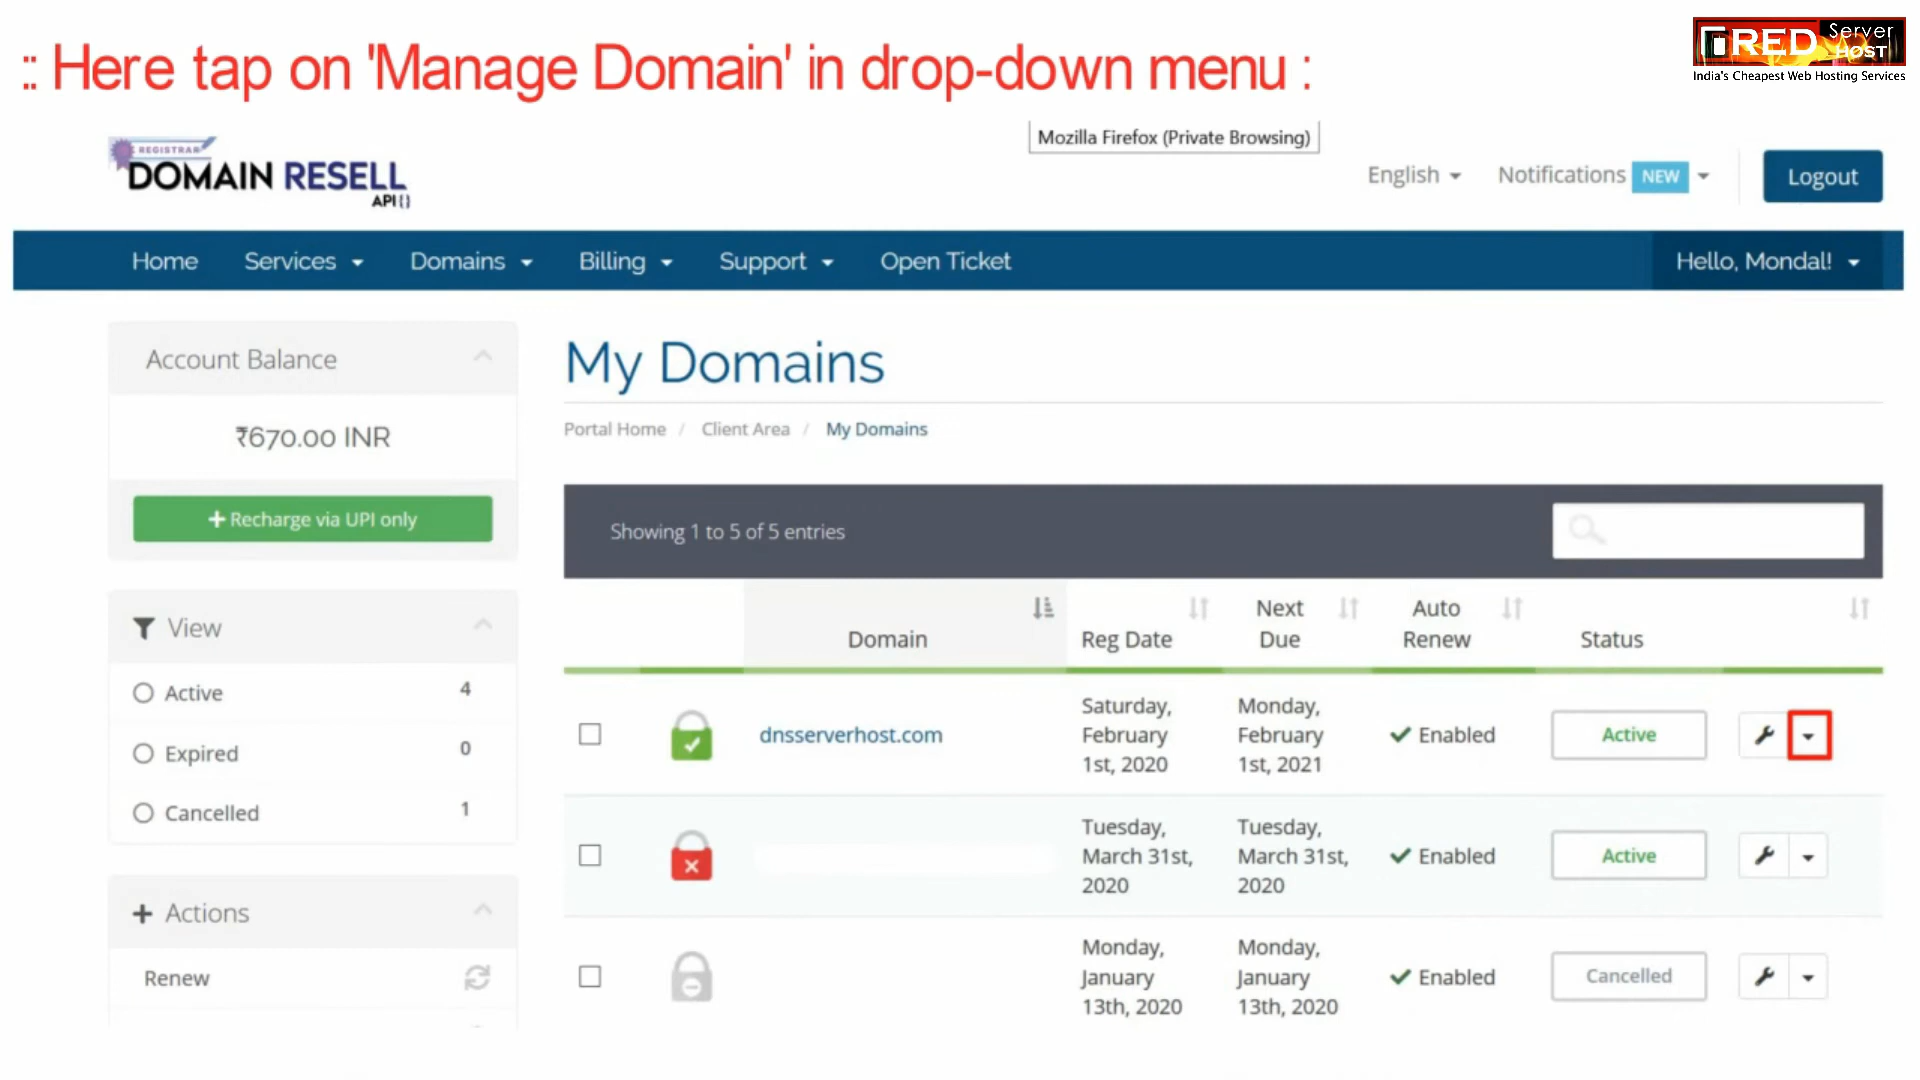 :: Here tap on 'Manage Domain' in drop-down menu :
RED Server
HOST
India's Cheapest Web Hosting Services
Mozilla Firefox (Private Browsing)
REGISTRAR
DOMAIN RESELL
API{}
English
Notifications NEW
Logout
Home Services Domains Billing Support Open Ticket Hello, Mondal!
Account Balance
₹670.00 INR
Recharge via UPI only
View
Active 4
Expired 0
Cancelled 1
Actions
Renew
My Domains
Portal Home / Client Area / My Domains
Showing 1 to 5 of 5 entries
Domain Reg Date Next Due Auto Renew Status
dnsserverhost.com Saturday, February 1st, 2020 Monday, February 1st, 2021 Enabled Active
Tuesday, March 31st, 2020 Tuesday, March 31st, 2020 Enabled Active
Monday, January 13th, 2020 Monday, January 13th, 2020 Enabled Cancelled